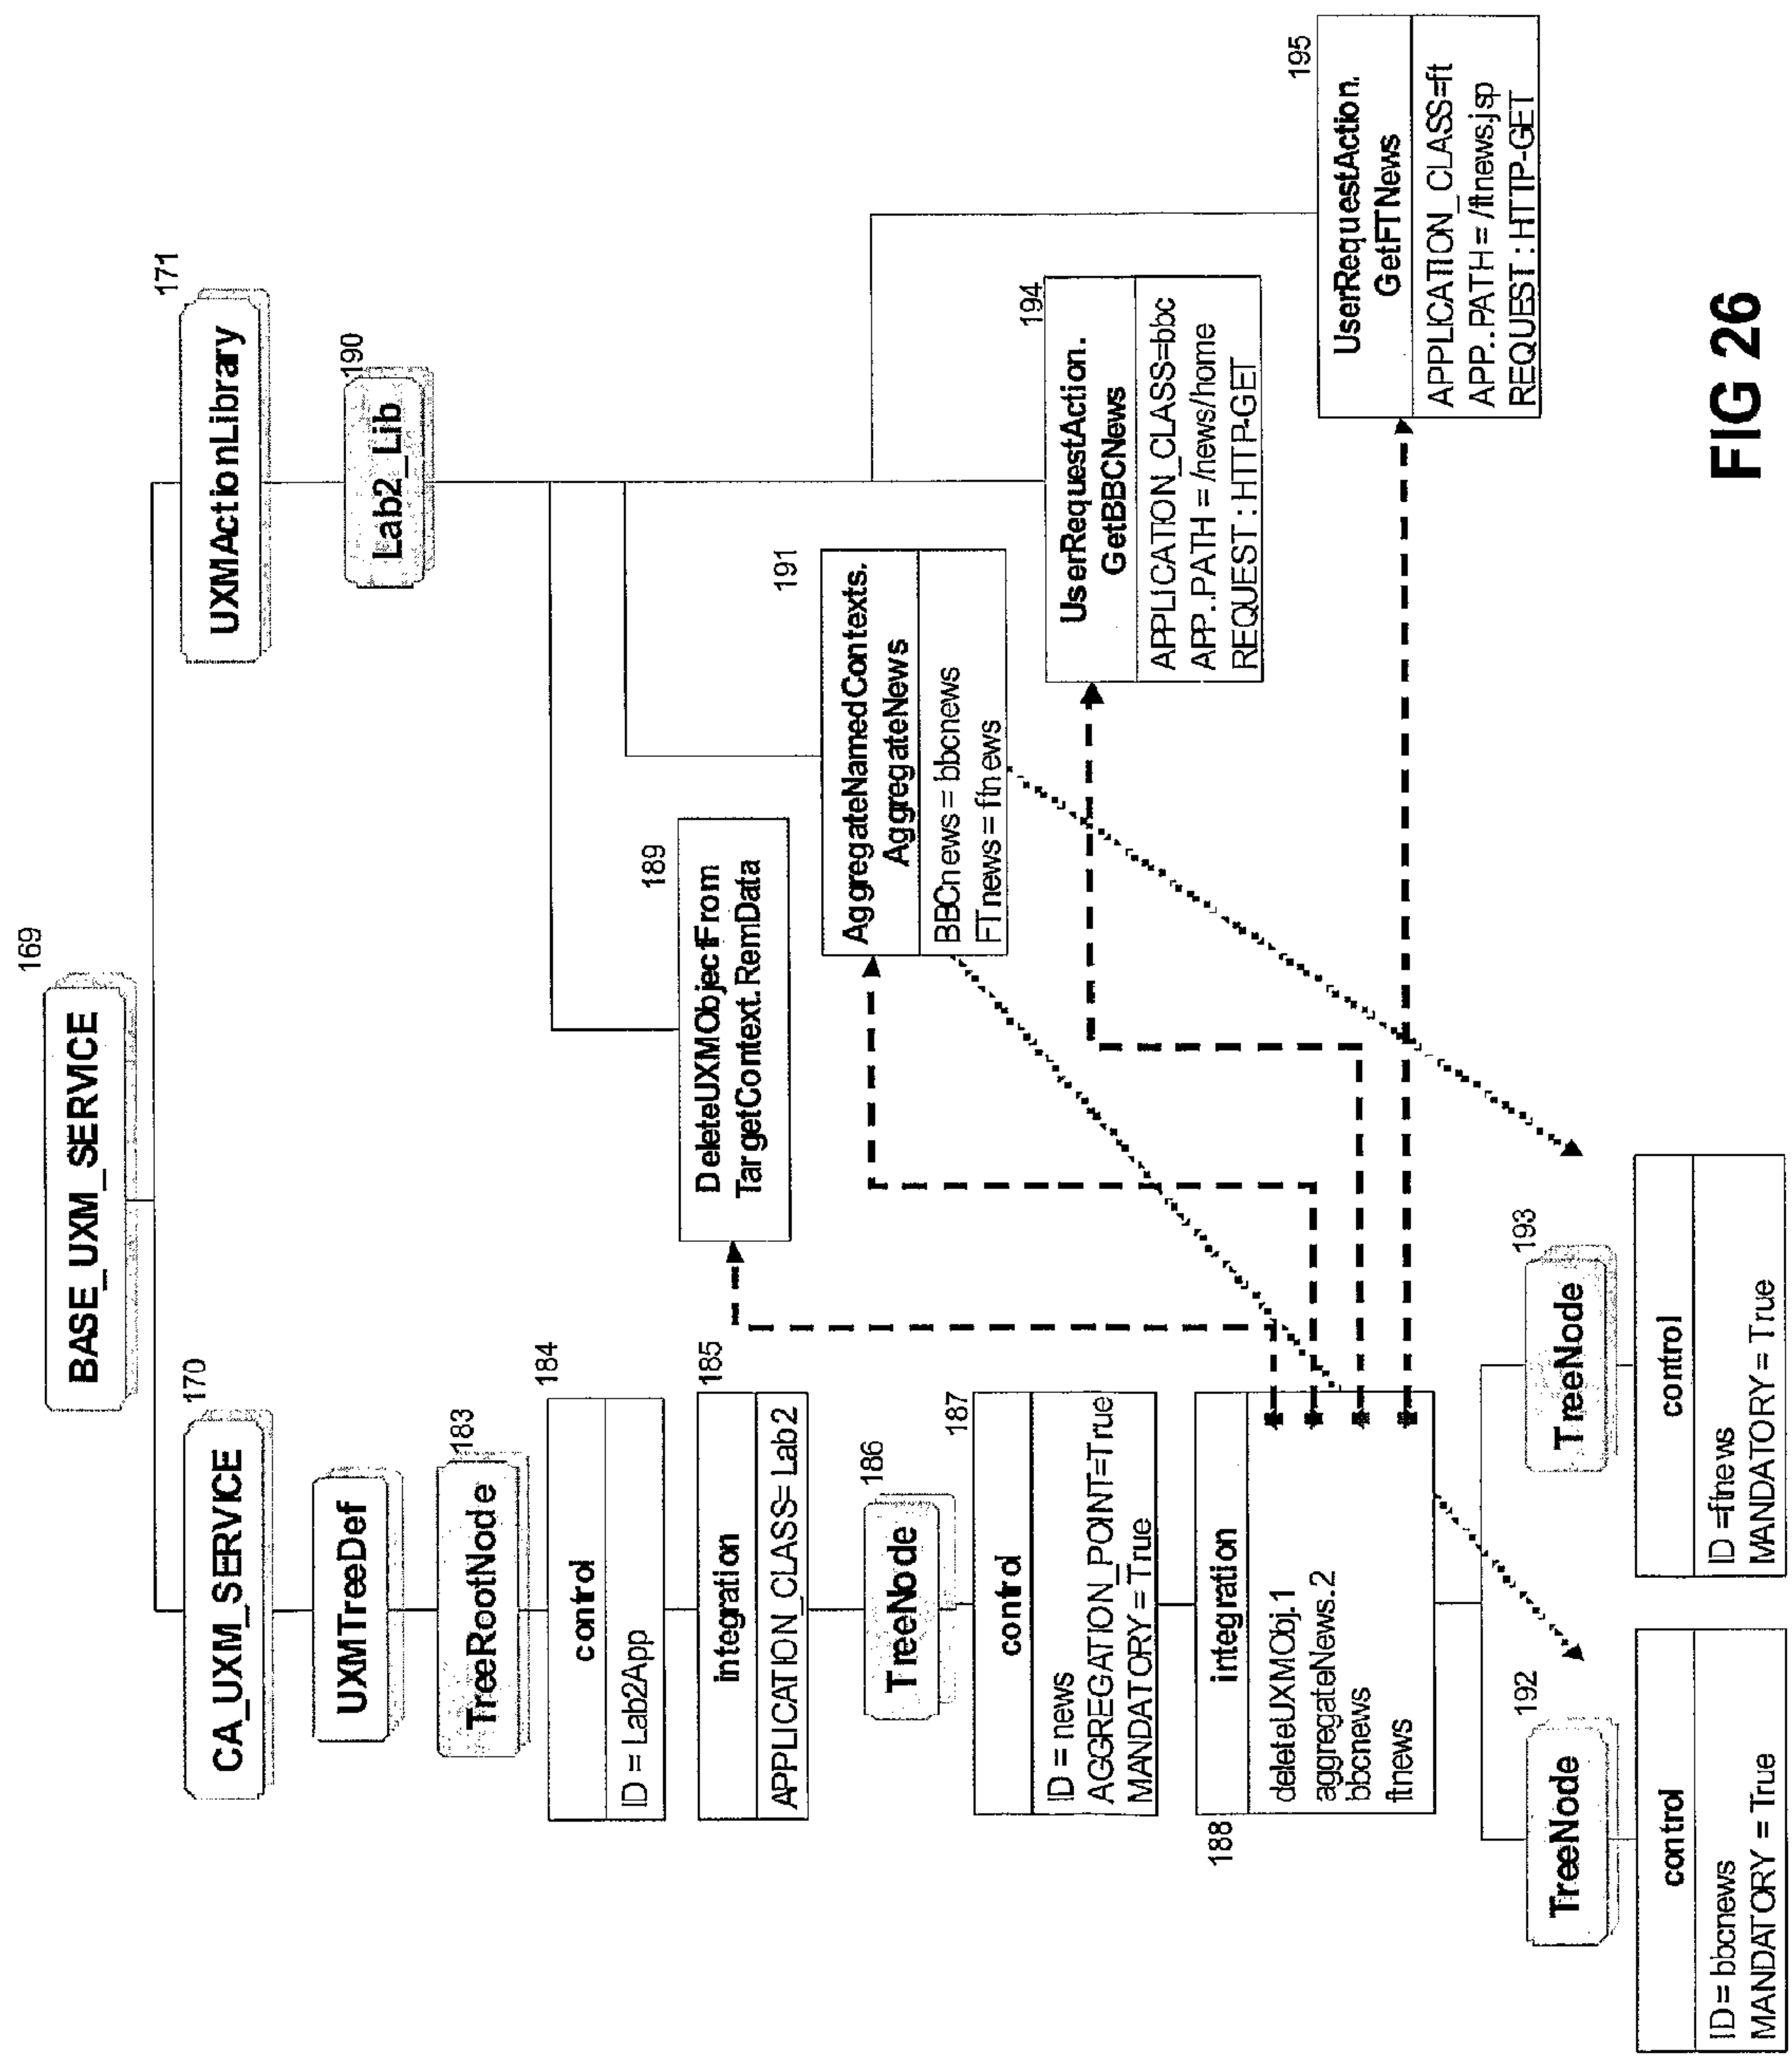 169
BASE_UXM_SERVICE
170
CA_UXM_SERVICE
171
UXMActionLibrary
UXMTreeDef
190
Lab2_Lib
183
TreeRootNode
184
control
ID = Lab2App
185
integration
APPLICATION_CLASS= Lab2
189
DeleteUXMObjectFrom
TargetContext.RemData
191
AggregateNamedContexts.
AggregateNews
BBCnews = bbcnews
FTnews = ftnews
186
TreeNode
187
control
ID = news
AGGREGATION_POINT=True
MANDATORY = True
194
UserRequestAction.
GetBBCNews
APPLICATION_CLASS=bbc
APP..PATH = /news/home
REQUEST : HTTP-GET
188
integration
deleteUXMObj.1
aggregateNews.2
bbcnews
ftnews
195
UserRequestAction.
GetFTNews
APPLICATION_CLASS=ft
APP..PATH = /ftnews.jsp
REQUEST : HTTP-GET
192
TreeNode
193
TreeNode
control
ID = bbcnews
MANDATORY = True
control
ID =ftnews
MANDATORY = True
FIG 26